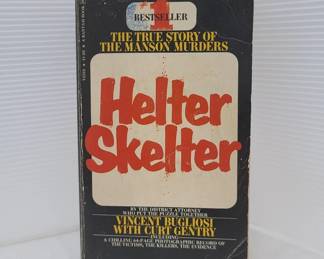 1
BESTSELLER
THE TRUE STORY OF
THE MANSON MURDERS
Helter
Skelter
BY THE DISTRICT ATTORNEY
WHO PUT THE PUZZLE TOGETHER
VINCENT BUGLIOSI
WITH CURT GENTRY
INCLUDING
A CHILLING 64-PAGE PHOTOGRAPHIC RECORD OF
THE VICTIMS, THE KILLERS, THE EVIDENCE